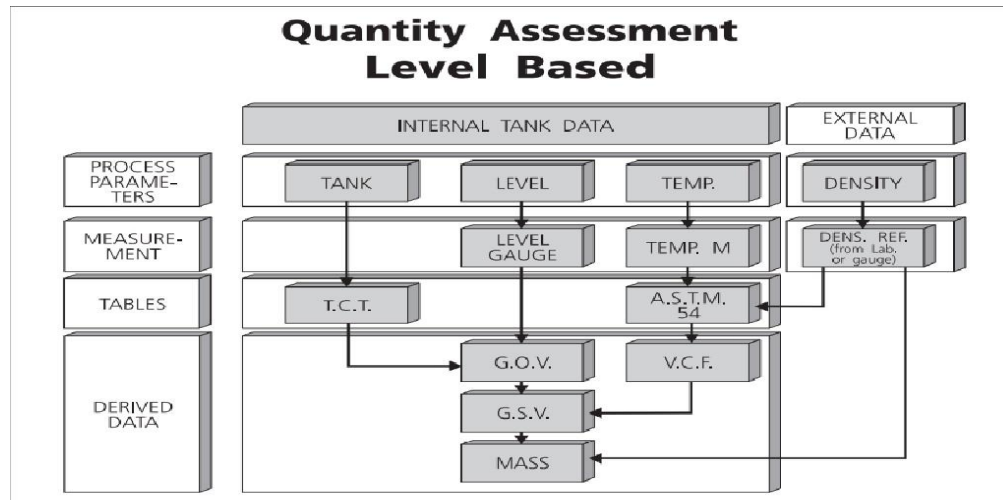 Quantity Assessment
Level Based
INTERNAL TANK DATA
EXTERNAL
DATA
PROCESS
PARAME-
TERS
TANK
LEVEL
TEMP.
DENSITY
MEASURE-
MENT
LEVEL
GAUGE
TEMP. M
DENS. REF.
(from Lab.
or gauge)
TABLES
T.C.T.
A.S.T.M.
54
DERIVED
DATA
G.O.V.
V.C.F.
G.S.V.
MASS